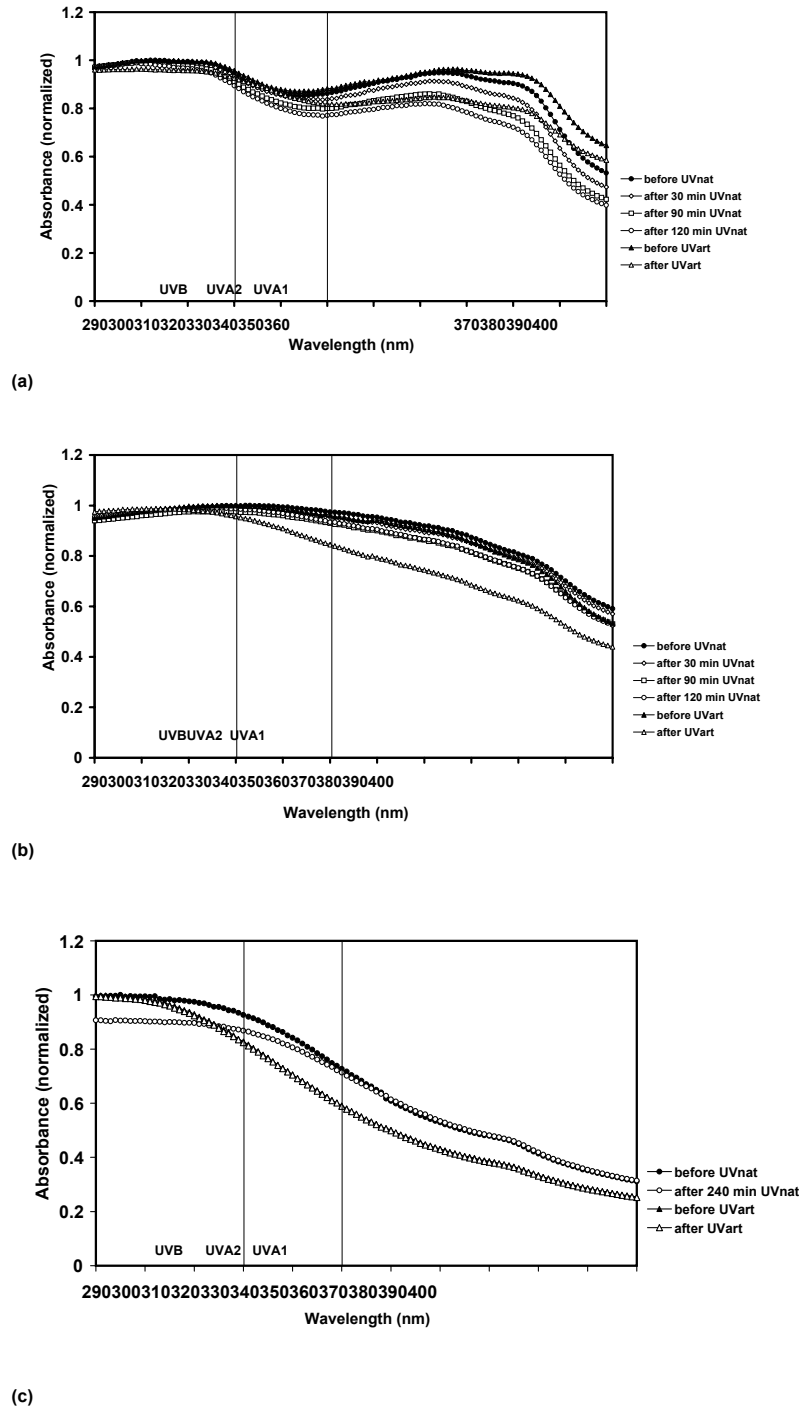 1.2
1
0.8
0.6
0.4
0.2
0
Absorbance (normalized)
UVB UVA2 UVA1
290300310320330340350360 370380390400
Wavelength (nm)
before UVnat
after 30 min UVnat
after 90 min UVnat
after 120 min UVnat
before UVart
after UVart
(a)
1.2
1
0.8
0.6
0.4
0.2
0
Absorbance (normalized)
UVBUVA2 UVA1
290300310320330340350360370380390400
Wavelength (nm)
before UVnat
after 30 min UVnat
after 90 min UVnat
after 120 min UVnat
before UVart
after UVart
(b)
1.2
1
0.8
0.6
0.4
0.2
0
Absorbance (normalized)
UVB UVA2 UVA1
290300310320330340350360370380390400
Wavelength (nm)
before UVnat
after 240 min UVnat
before UVart
after UVart
(c)